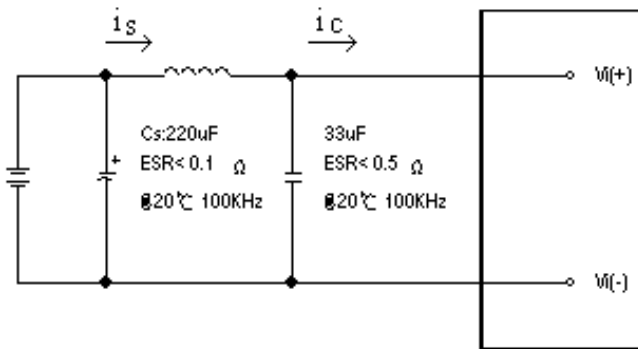 is
ic
Vi(+)
Cs:220uF
ESR< 0.1 Ω
@20℃ 100KHz
33uF
ESR< 0.5 Ω
@20℃ 100KHz
+
Vi(-)